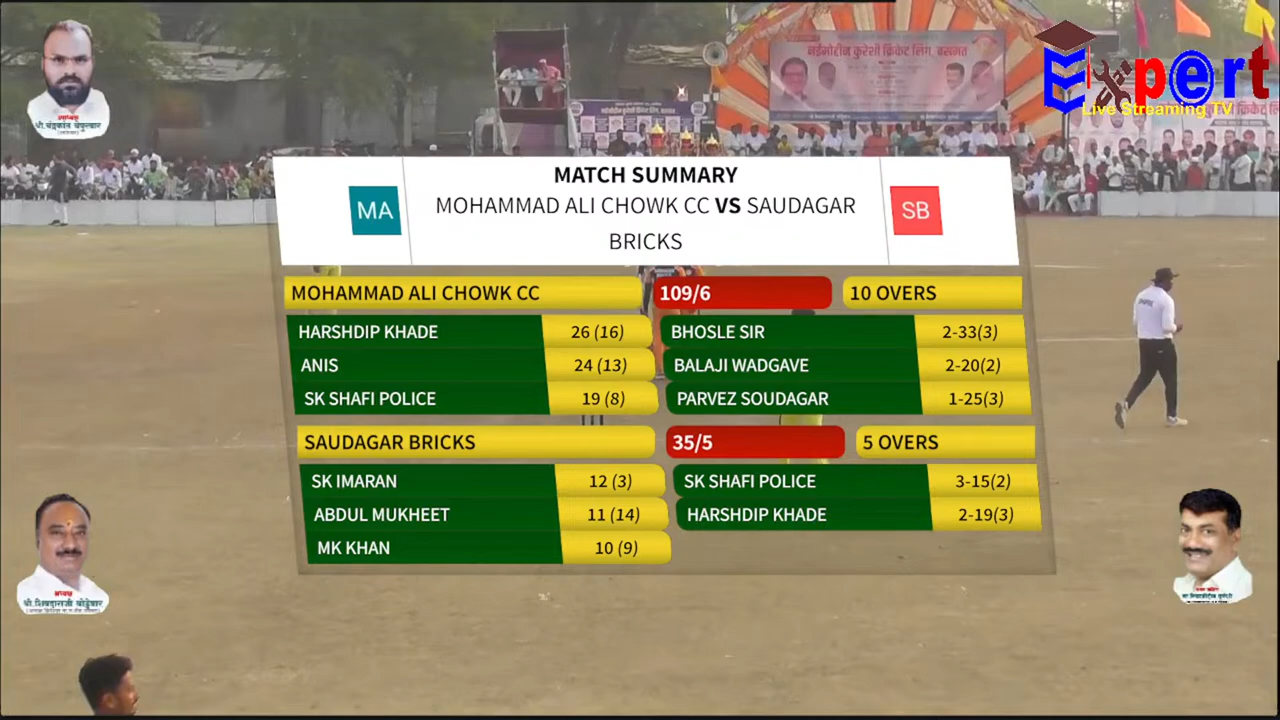 नईमोद्दीन कुरेशी क्रिकेट लिग, वसमत
Expert
Live Streaming TV
MATCH SUMMARY
MA
MOHAMMAD ALI CHOWK CC VS SAUDAGAR
BRICKS
SB
MOHAMMAD ALI CHOWK CC 109/6 10 OVERS
HARSHDIP KHADE 26 (16) BHOSLE SIR 2-33(3)
ANIS 24 (13) BALAJI WADGAVE 2-20(2)
SK SHAFI POLICE 19 (8) PARVEZ SOUDAGAR 1-25(3)
SAUDAGAR BRICKS 35/5 5 OVERS
SK IMARAN 12 (3) SK SHAFI POLICE 3-15(2)
ABDUL MUKHEET 11 (14) HARSHDIP KHADE 2-19(3)
MK KHAN 10 (9)